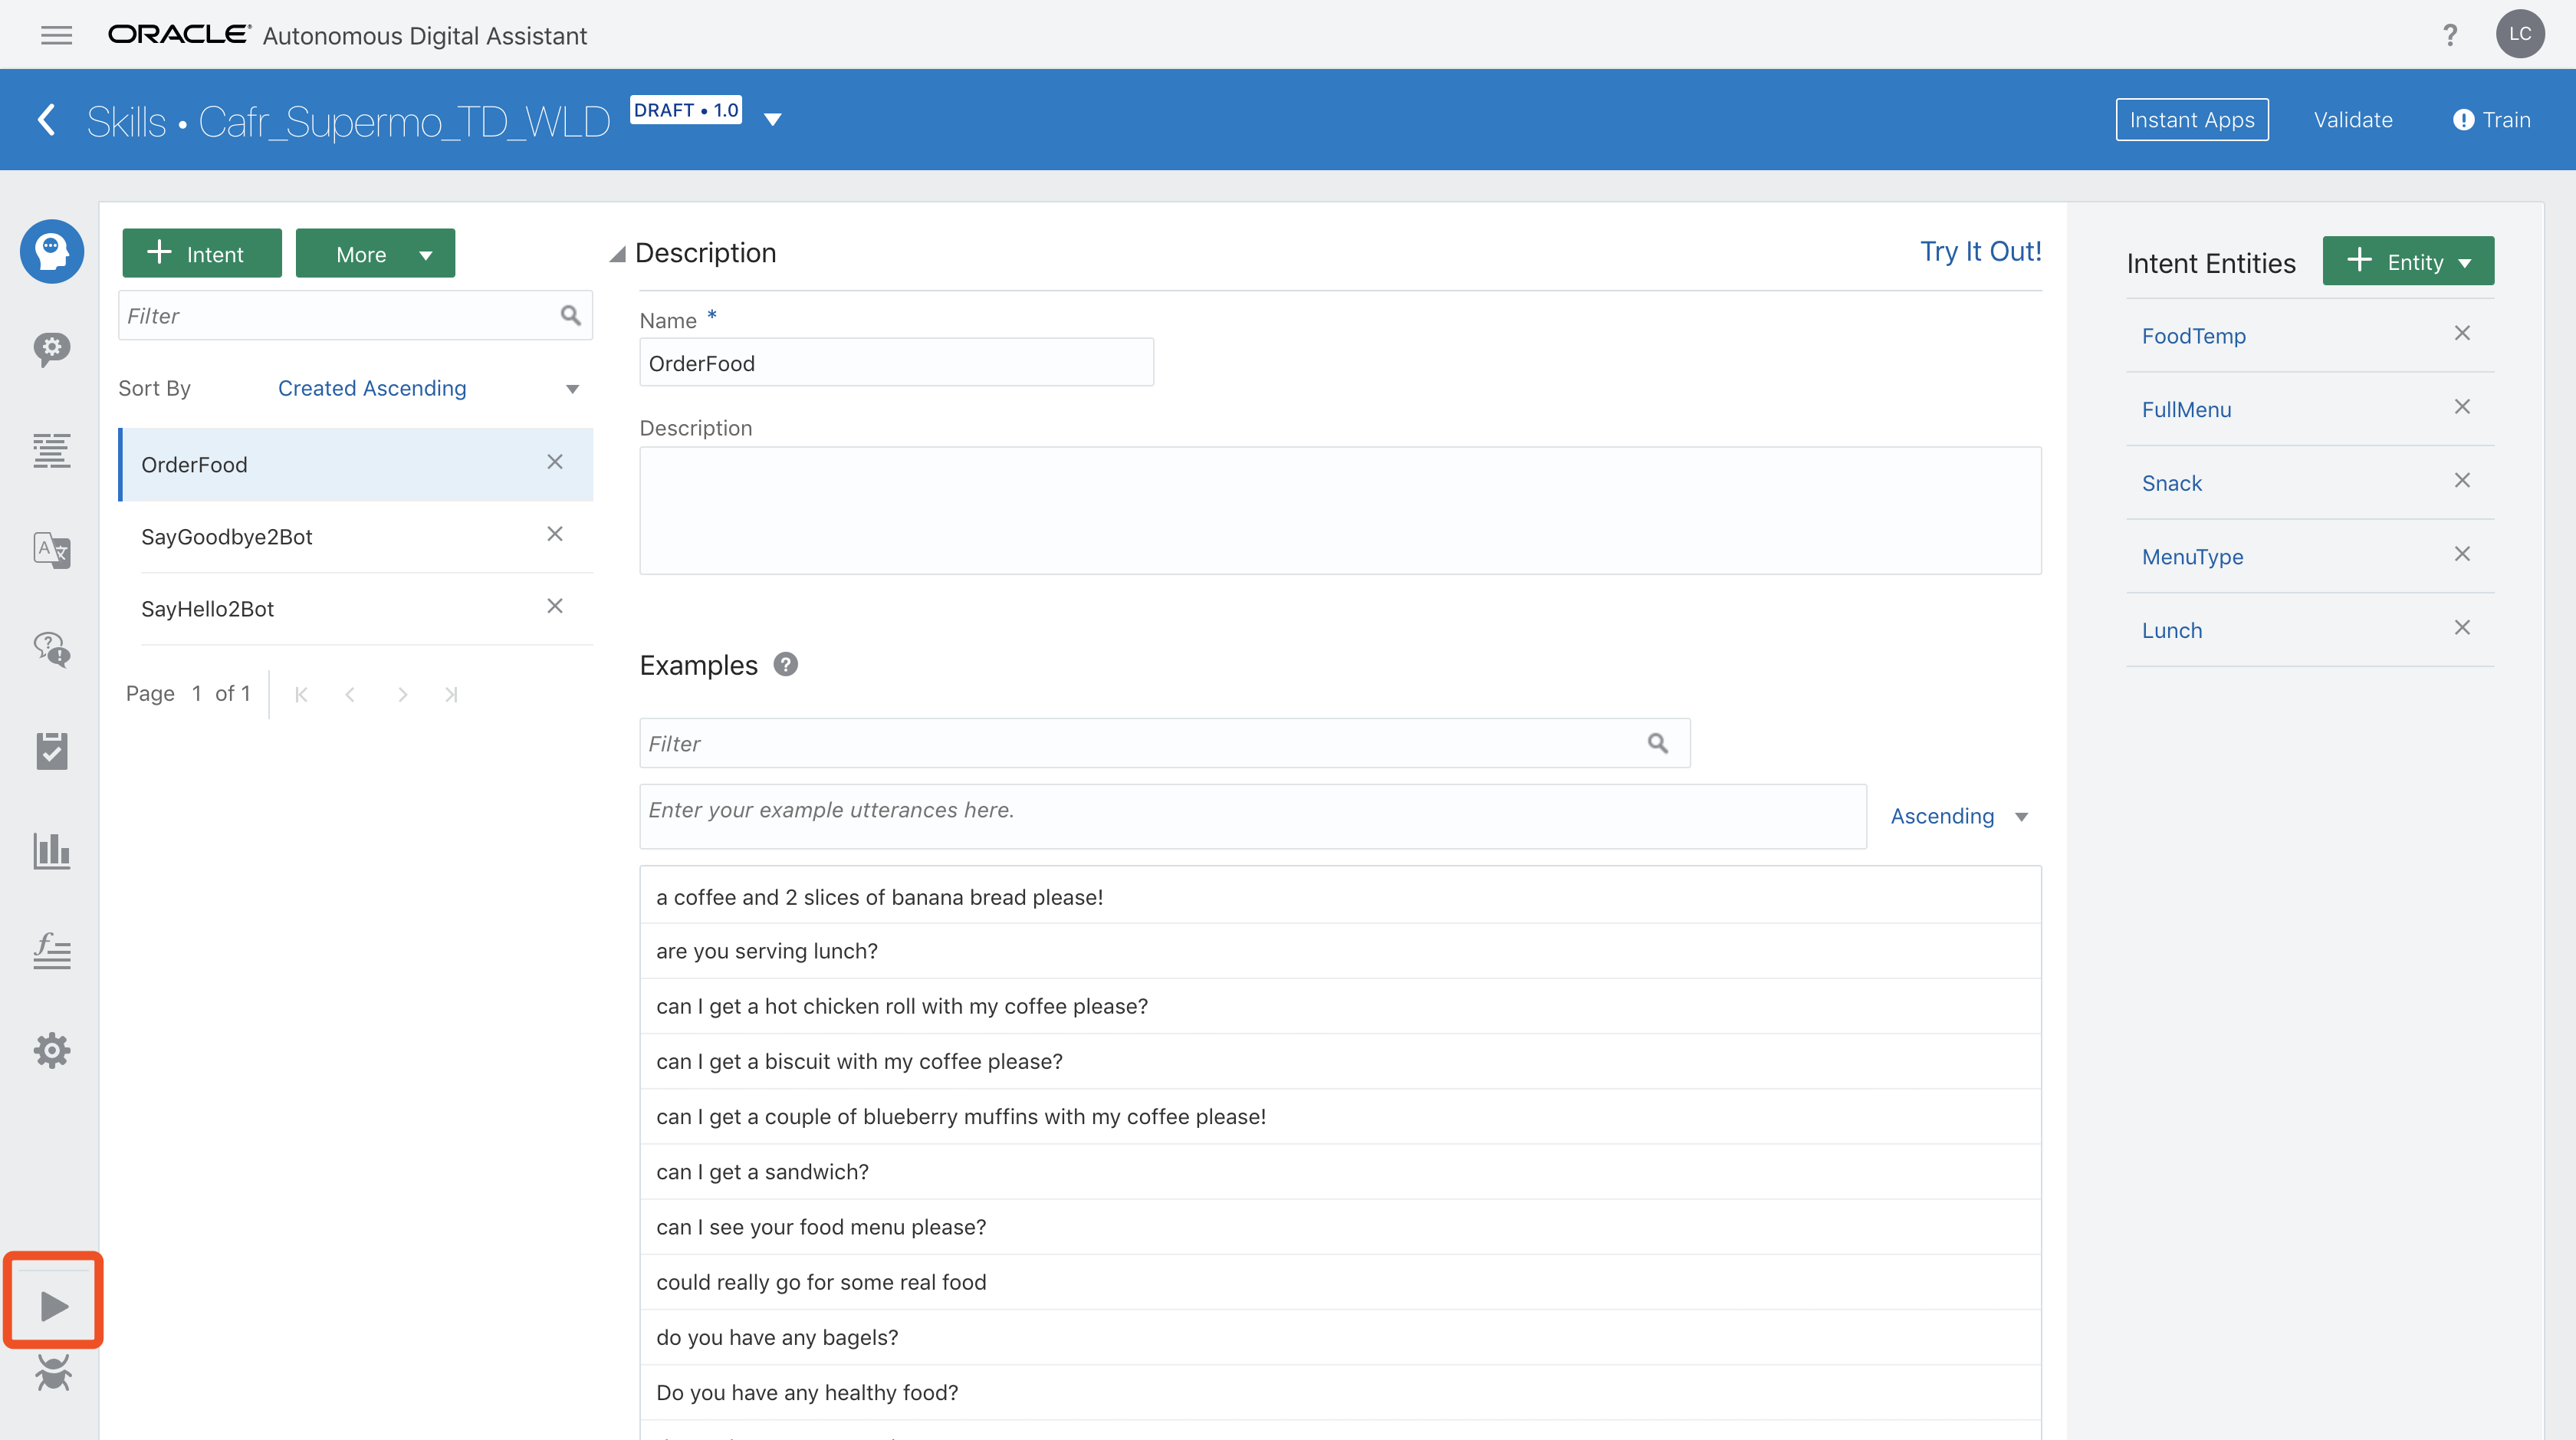 ORACLE Autonomous Digital Assistant
? LC
Skills • Cafr_Supermo_TD_WLD DRAFT • 1.0
Instant Apps Validate Train
+ Intent
More
Filter
Sort By Created Ascending
OrderFood
SayGoodbye2Bot
SayHello2Bot
Page 1 of 1
Description
Try It Out!
Name *
OrderFood
Description
Examples ?
Filter
Enter your example utterances here.
Ascending
a coffee and 2 slices of banana bread please!
are you serving lunch?
can I get a hot chicken roll with my coffee please?
can I get a biscuit with my coffee please?
can I get a couple of blueberry muffins with my coffee please!
can I get a sandwich?
can I see your food menu please?
could really go for some real food
do you have any bagels?
Do you have any healthy food?
Intent Entities
+ Entity
FoodTemp
FullMenu
Snack
MenuType
Lunch